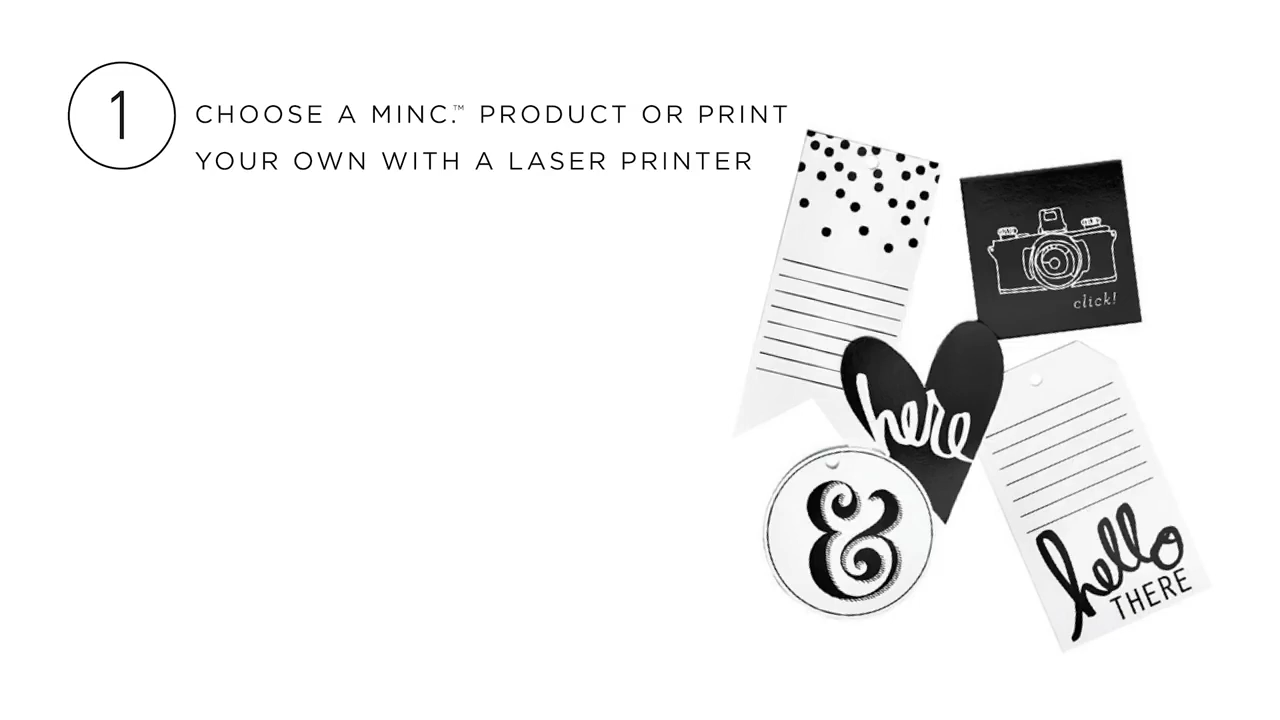 1
CHOOSE A MINC.™ PRODUCT OR PRINT
YOUR OWN WITH A LASER PRINTER
click!
here
&
hello
THERE